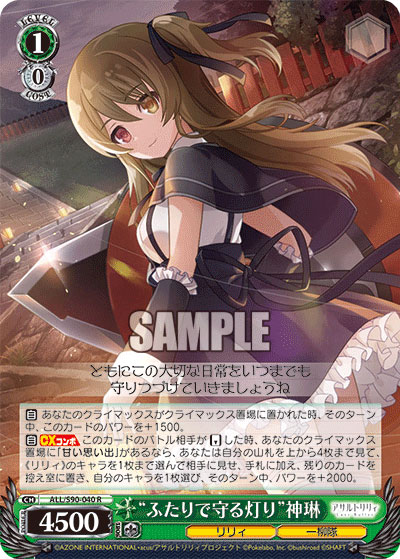 LEVEL
1
0
COST
SAMPLE
ともにこの大切な日常をいつまでも
守りつづけていきましょうね
自 あなたのクライマックスがクライマックス置場に置かれた時、そのターン
中、このカードのパワーを+1500。
自 CXコンボ このカードのバトル相手が【】した時、クライマックス置場に
「甘い思い出」があるなら、あなたは自分の山札を上から4枚まで見て、
《リリィ》のキャラを1枚まで選んで相手に見せ、手札に加え、残りのカードを
控え室に置き、自分のキャラを1枚選び、そのターン中、パワーを+2000。
CH ALL/S90-040 R
4500
“ふたりで守る灯り”神琳
アサルトリリィ
リリィ
一柳隊
©AZONE INTERNATIONAL・acus/アサルトリリィプロジェクト ©Pokelabo, Inc. ©bushiroad ©SHAFT